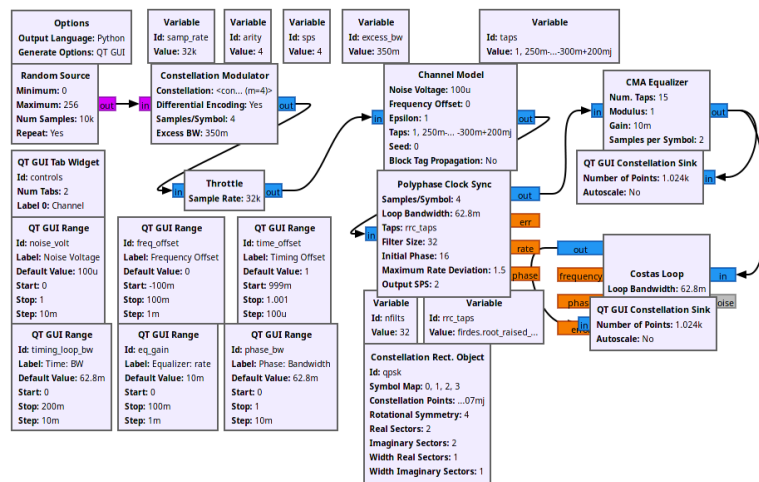 Options
Output Language: Python
Generate Options: QT GUI
Variable
Id: samp_rate
Value: 32k
Variable
Id: arity
Value: 4
Variable
Id: sps
Value: 4
Variable
Id: excess_bw
Value: 350m
Variable
Id: taps
Value: 1, 250m-...-300m+200mj
Random Source
Minimum: 0
Maximum: 256
Num Samples: 10k
Repeat: Yes
out
in
Constellation Modulator
Constellation: <con... (m=4)>
Differential Encoding: Yes
Samples/Symbol: 4
Excess BW: 350m
out
in
Channel Model
Noise Voltage: 100u
Frequency Offset: 0
Epsilon: 1
Taps: 1, 250m-... -300m+200mj
Seed: 0
Block Tag Propagation: No
out
in
CMA Equalizer
Num. Taps: 15
Modulus: 1
Gain: 10m
Samples per Symbol: 2
out
QT GUI Constellation Sink
Number of Points: 1.024k
Autoscale: No
in
QT GUI Tab Widget
Id: controls
Num Tabs: 2
Label 0: Channel
in
Throttle
Sample Rate: 32k
out
in
Polyphase Clock Sync
Samples/Symbol: 4
Loop Bandwidth: 62.8m
Taps: rrc_taps
Filter Size: 32
Initial Phase: 16
Maximum Rate Deviation: 1.5
Output SPS: 2
out
err
rate
phase
QT GUI Range
Id: noise_volt
Label: Noise Voltage
Default Value: 100u
Start: 0
Stop: 1
Step: 10m
QT GUI Range
Id: freq_offset
Label: Frequency Offset
Default Value: 0
Start: -100m
Stop: 100m
Step: 1m
QT GUI Range
Id: time_offset
Label: Timing Offset
Default Value: 1
Start: 999m
Stop: 1.001
Step: 100u
out
frequency
phas
Costas Loop
Loop Bandwidth: 62.8m
in
oise
in
QT GUI Constellation Sink
Number of Points: 1.024k
Autoscale: No
Variable
Id: nfilts
Value: 32
Variable
Id: rrc_taps
Value: firdes.root_raised_...
QT GUI Range
Id: timing_loop_bw
Label: Time: BW
Default Value: 62.8m
Start: 0
Stop: 200m
Step: 10m
QT GUI Range
Id: eq_gain
Label: Equalizer: rate
Default Value: 10m
Start: 0
Stop: 100m
Step: 1m
QT GUI Range
Id: phase_bw
Label: Phase: Bandwidth
Default Value: 62.8m
Start: 0
Stop: 1
Step: 10m
Constellation Rect. Object
Id: qpsk
Symbol Map: 0, 1, 2, 3
Constellation Points: ...07mj
Rotational Symmetry: 4
Real Sectors: 2
Imaginary Sectors: 2
Width Real Sectors: 1
Width Imaginary Sectors: 1